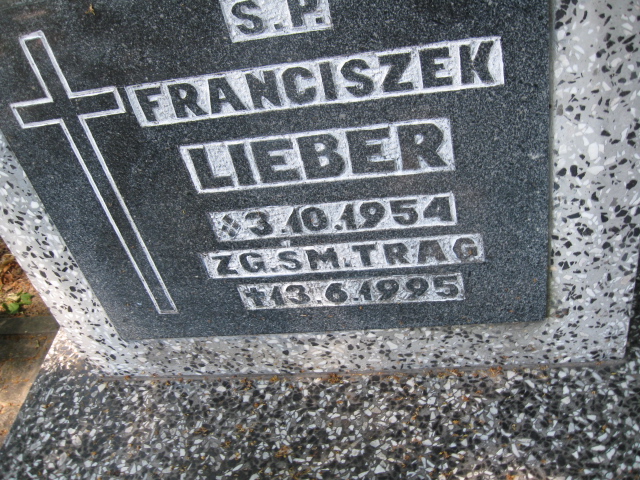 S.P.
FRANCISZEK
LIEBER
3.10.1954
ZG.ŚM.TRAG
✝13.6.1995